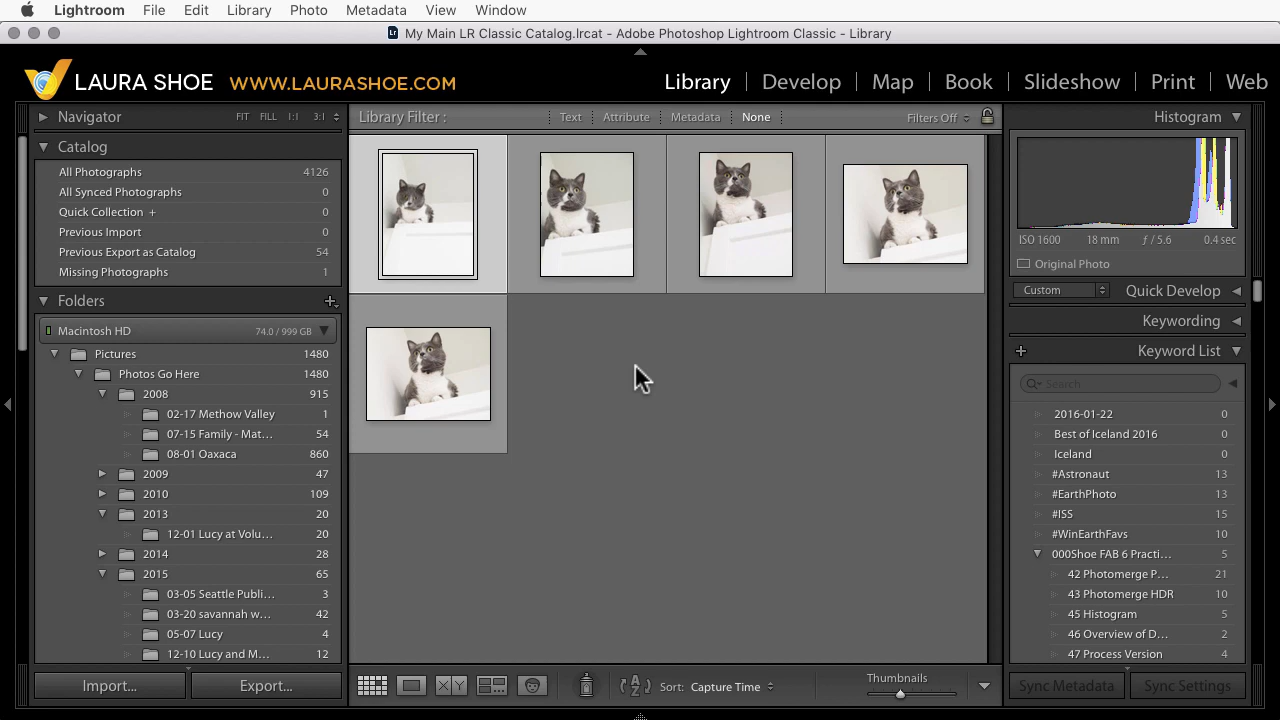 Lightroom File Edit Library Photo Metadata View Window
Lr My Main LR Classic Catalog.lrcat - Adobe Photoshop Lightroom Classic - Library
LAURA SHOE WWW.LAURASHOE.COM
Library | Develop | Map | Book | Slideshow | Print | Web
Navigator FIT FILL 1:1 3:1
Catalog
All Photographs 4126
All Synced Photographs 0
Quick Collection + 0
Previous Import 0
Previous Export as Catalog 54
Missing Photographs 1
Folders +
Macintosh HD 74.0 / 999 GB
Pictures 1480
Photos Go Here 1480
2008 915
02-17 Methow Valley 1
07-15 Family - Mat... 54
08-01 Oaxaca 860
2009 47
2010 109
2013 20
12-01 Lucy at Volu... 20
2014 28
2015 65
03-05 Seattle Publi... 3
03-20 savannah w... 42
05-07 Lucy 4
12-10 Lucy and M... 12
Import... Export...
Library Filter : Text Attribute Metadata None Filters Off
XY Sort: Capture Time Thumbnails
Histogram
ISO 1600 18 mm ƒ / 5.6 0.4 sec
Original Photo
Custom Quick Develop
Keywording
+ Keyword List
Search
2016-01-22 0
Best of Iceland 2016 0
Iceland 0
#Astronaut 13
#EarthPhoto 13
#ISS 15
#WinEarthFavs 10
000Shoe FAB 6 Practi... 5
42 Photomerge P... 21
43 Photomerge HDR 10
45 Histogram 5
46 Overview of D... 2
47 Process Version 4
Sync Metadata Sync Settings